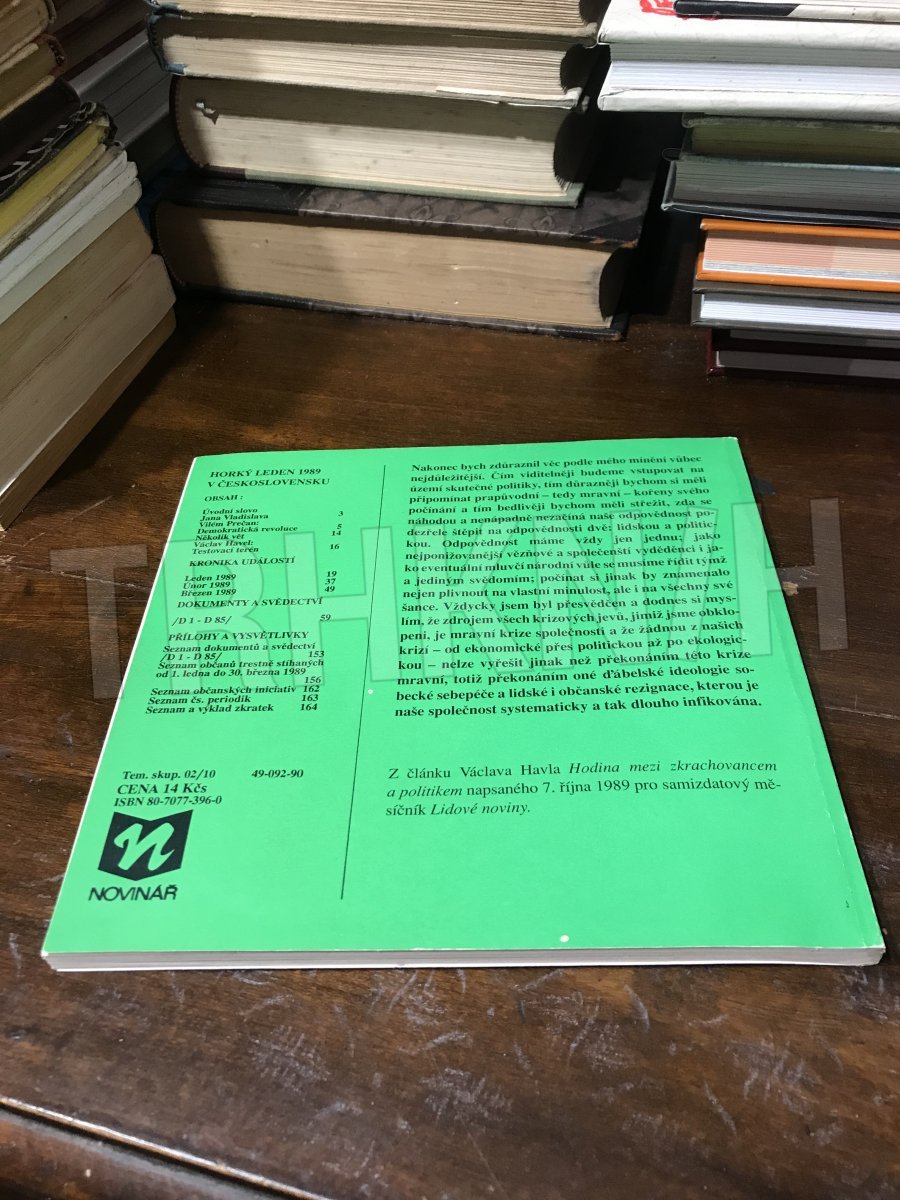 HORKÝ LEDEN 1989
V ČESKOSLOVENSKU
OBSAH :
Úvodní slovo
Jana Vladislava 3
Vilém Prečan:
Demokratická revoluce 5
Několik vět 14
Václav Havel:
Testovací terén 16
KRONIKA UDÁLOSTÍ
Leden 1989 19
Únor 1989 37
Březen 1989 49
DOKUMENTY A SVĚDECTVÍ
/D 1 - D 85/ 59
PŘÍLOHY A VYSVĚTLIVKY
Seznam dokumentů a svědectví
/D 1 - D 85/ 153
Seznam občanů trestně stíhaných
od 1. ledna do 30. března 1989
156
Seznam občanských iniciativ 162
Seznam čs. periodik 163
Seznam a výklad zkratek 164
Tem. skup. 02/10 49-092-90
CENA 14 Kčs
ISBN 80-7077-396-0
n
NOVINÁŘ
Nakonec bych zdůraznil věc podle mého mínění vůbec
nejdůležitější. Čím viditelněji budeme vstupovat na
území skutečné politiky, tím důrazněji bychom si měli
připomínat prapůvodní – tedy mravní – kořeny svého
počínání a tím bedlivěji bychom měli střežit, zda se
náhodou a nenápadně nezačíná naše odpovědnost po-
dezřele štěpit na odpovědnosti dvě: lidskou a politic-
kou. Odpovědnost máme vždy jen jednu; jako
nejponižovanější vězňové a společenští vyděděnci i ja-
ko eventuální mluvčí národní vůle se musíme řídit týmž
a jediným svědomím; počínat si jinak by znamenalo
nejen plivnout na vlastní minulost, ale i na všechny své
šance. Vždycky jsem byl přesvědčen a dodnes si mys-
lím, že zdrojem všech krizových jevů, jimiž jsme obklo-
peni, je mravní krize společnosti a že žádnou z našich
krizí – od ekonomické přes politickou až po ekologic-
kou – nelze vyřešit jinak než překonáním této krize
mravní, totiž překonáním oné ďábelské ideologie so-
becké sebepéče a lidské i občanské rezignace, kterou je
naše společnost systematicky a tak dlouho infikována.
Z článku Václava Havla Hodina mezi zkrachovancem
a politikem napsaného 7. října 1989 pro samizdatový mě-
síčník Lidové noviny.